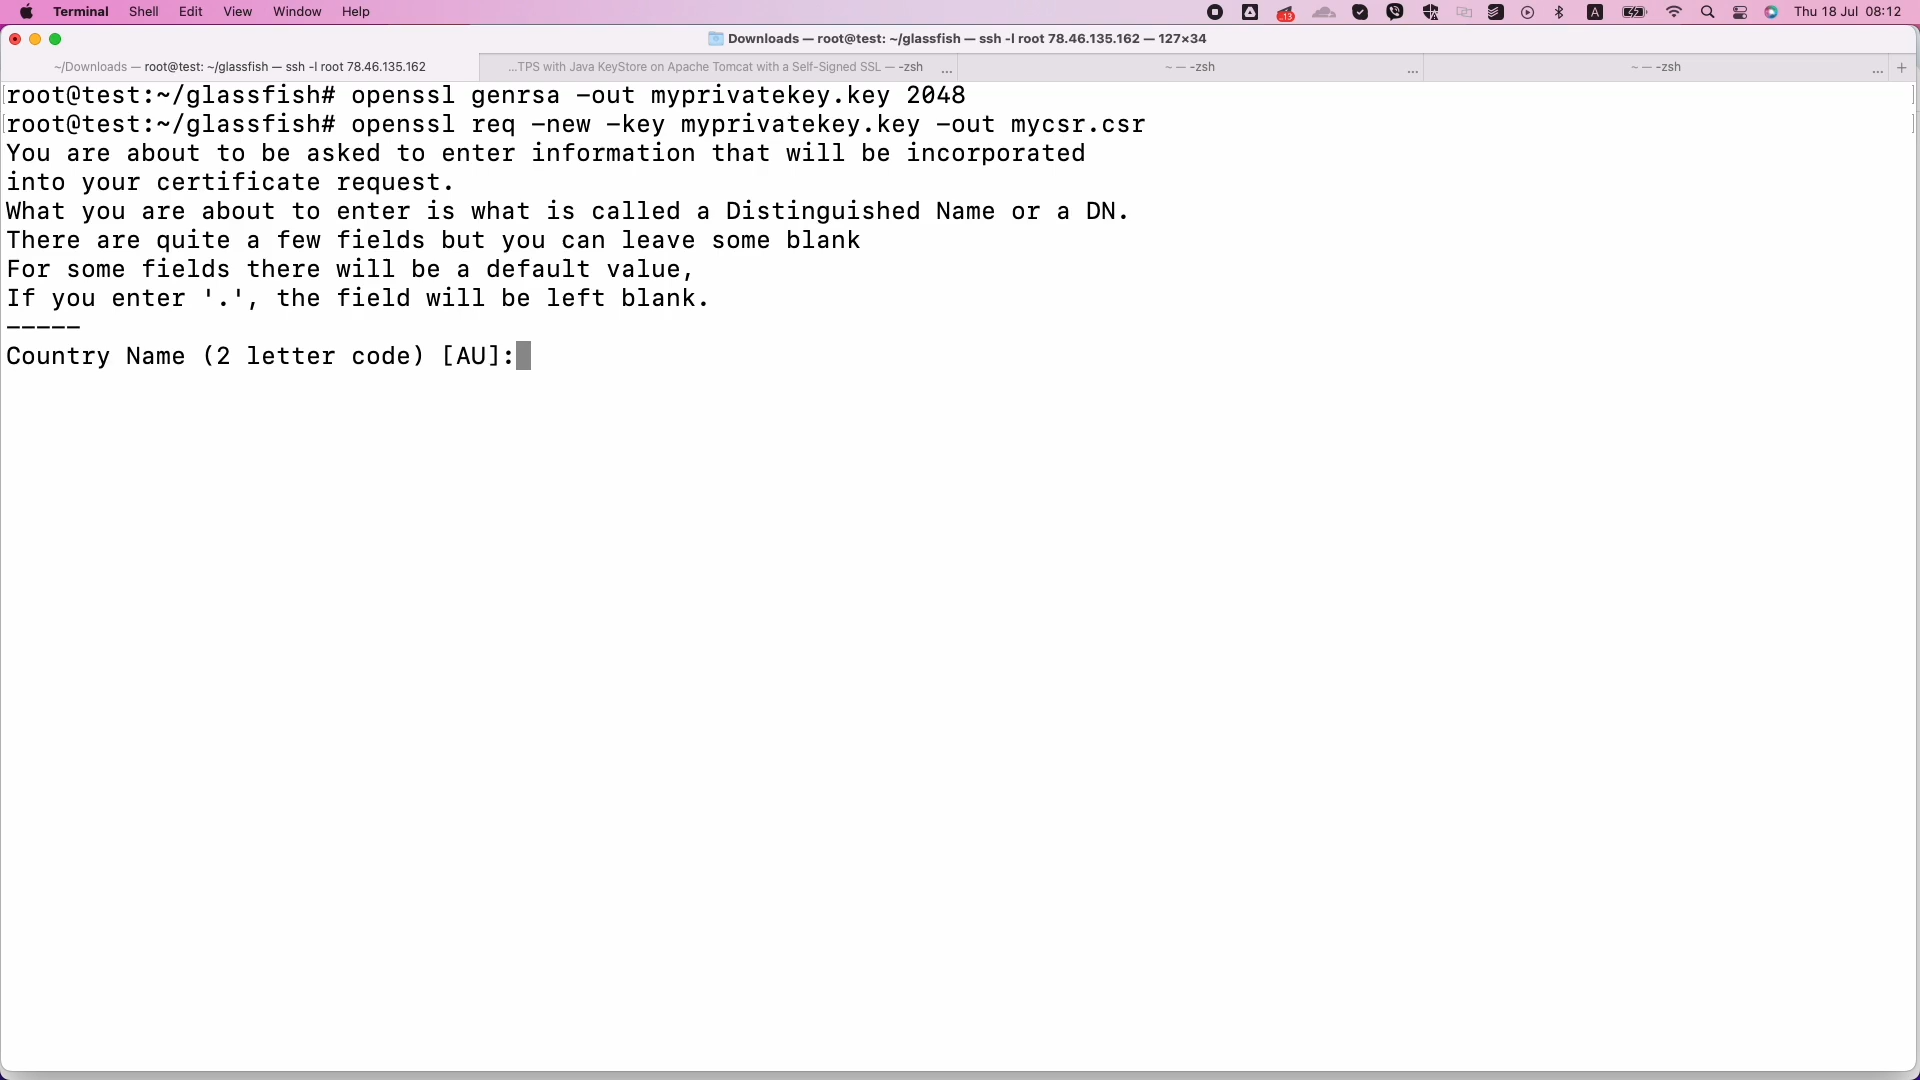 Terminal Shell Edit View Window Help Thu 18 Jul 08:12
Downloads — root@test: ~/glassfish — ssh -l root 78.46.135.162 — 127×34
~/Downloads — root@test: ~/glassfish — ssh -l root 78.46.135.162 ...TPS with Java KeyStore on Apache Tomcat with a Self-Signed SSL — -zsh ... ~ — -zsh ... ~ — -zsh ... +
root@test:~/glassfish# openssl genrsa -out myprivatekey.key 2048
root@test:~/glassfish# openssl req -new -key myprivatekey.key -out mycsr.csr
You are about to be asked to enter information that will be incorporated
into your certificate request.
What you are about to enter is what is called a Distinguished Name or a DN.
There are quite a few fields but you can leave some blank
For some fields there will be a default value,
If you enter '.', the field will be left blank.
-----
Country Name (2 letter code) [AU]: